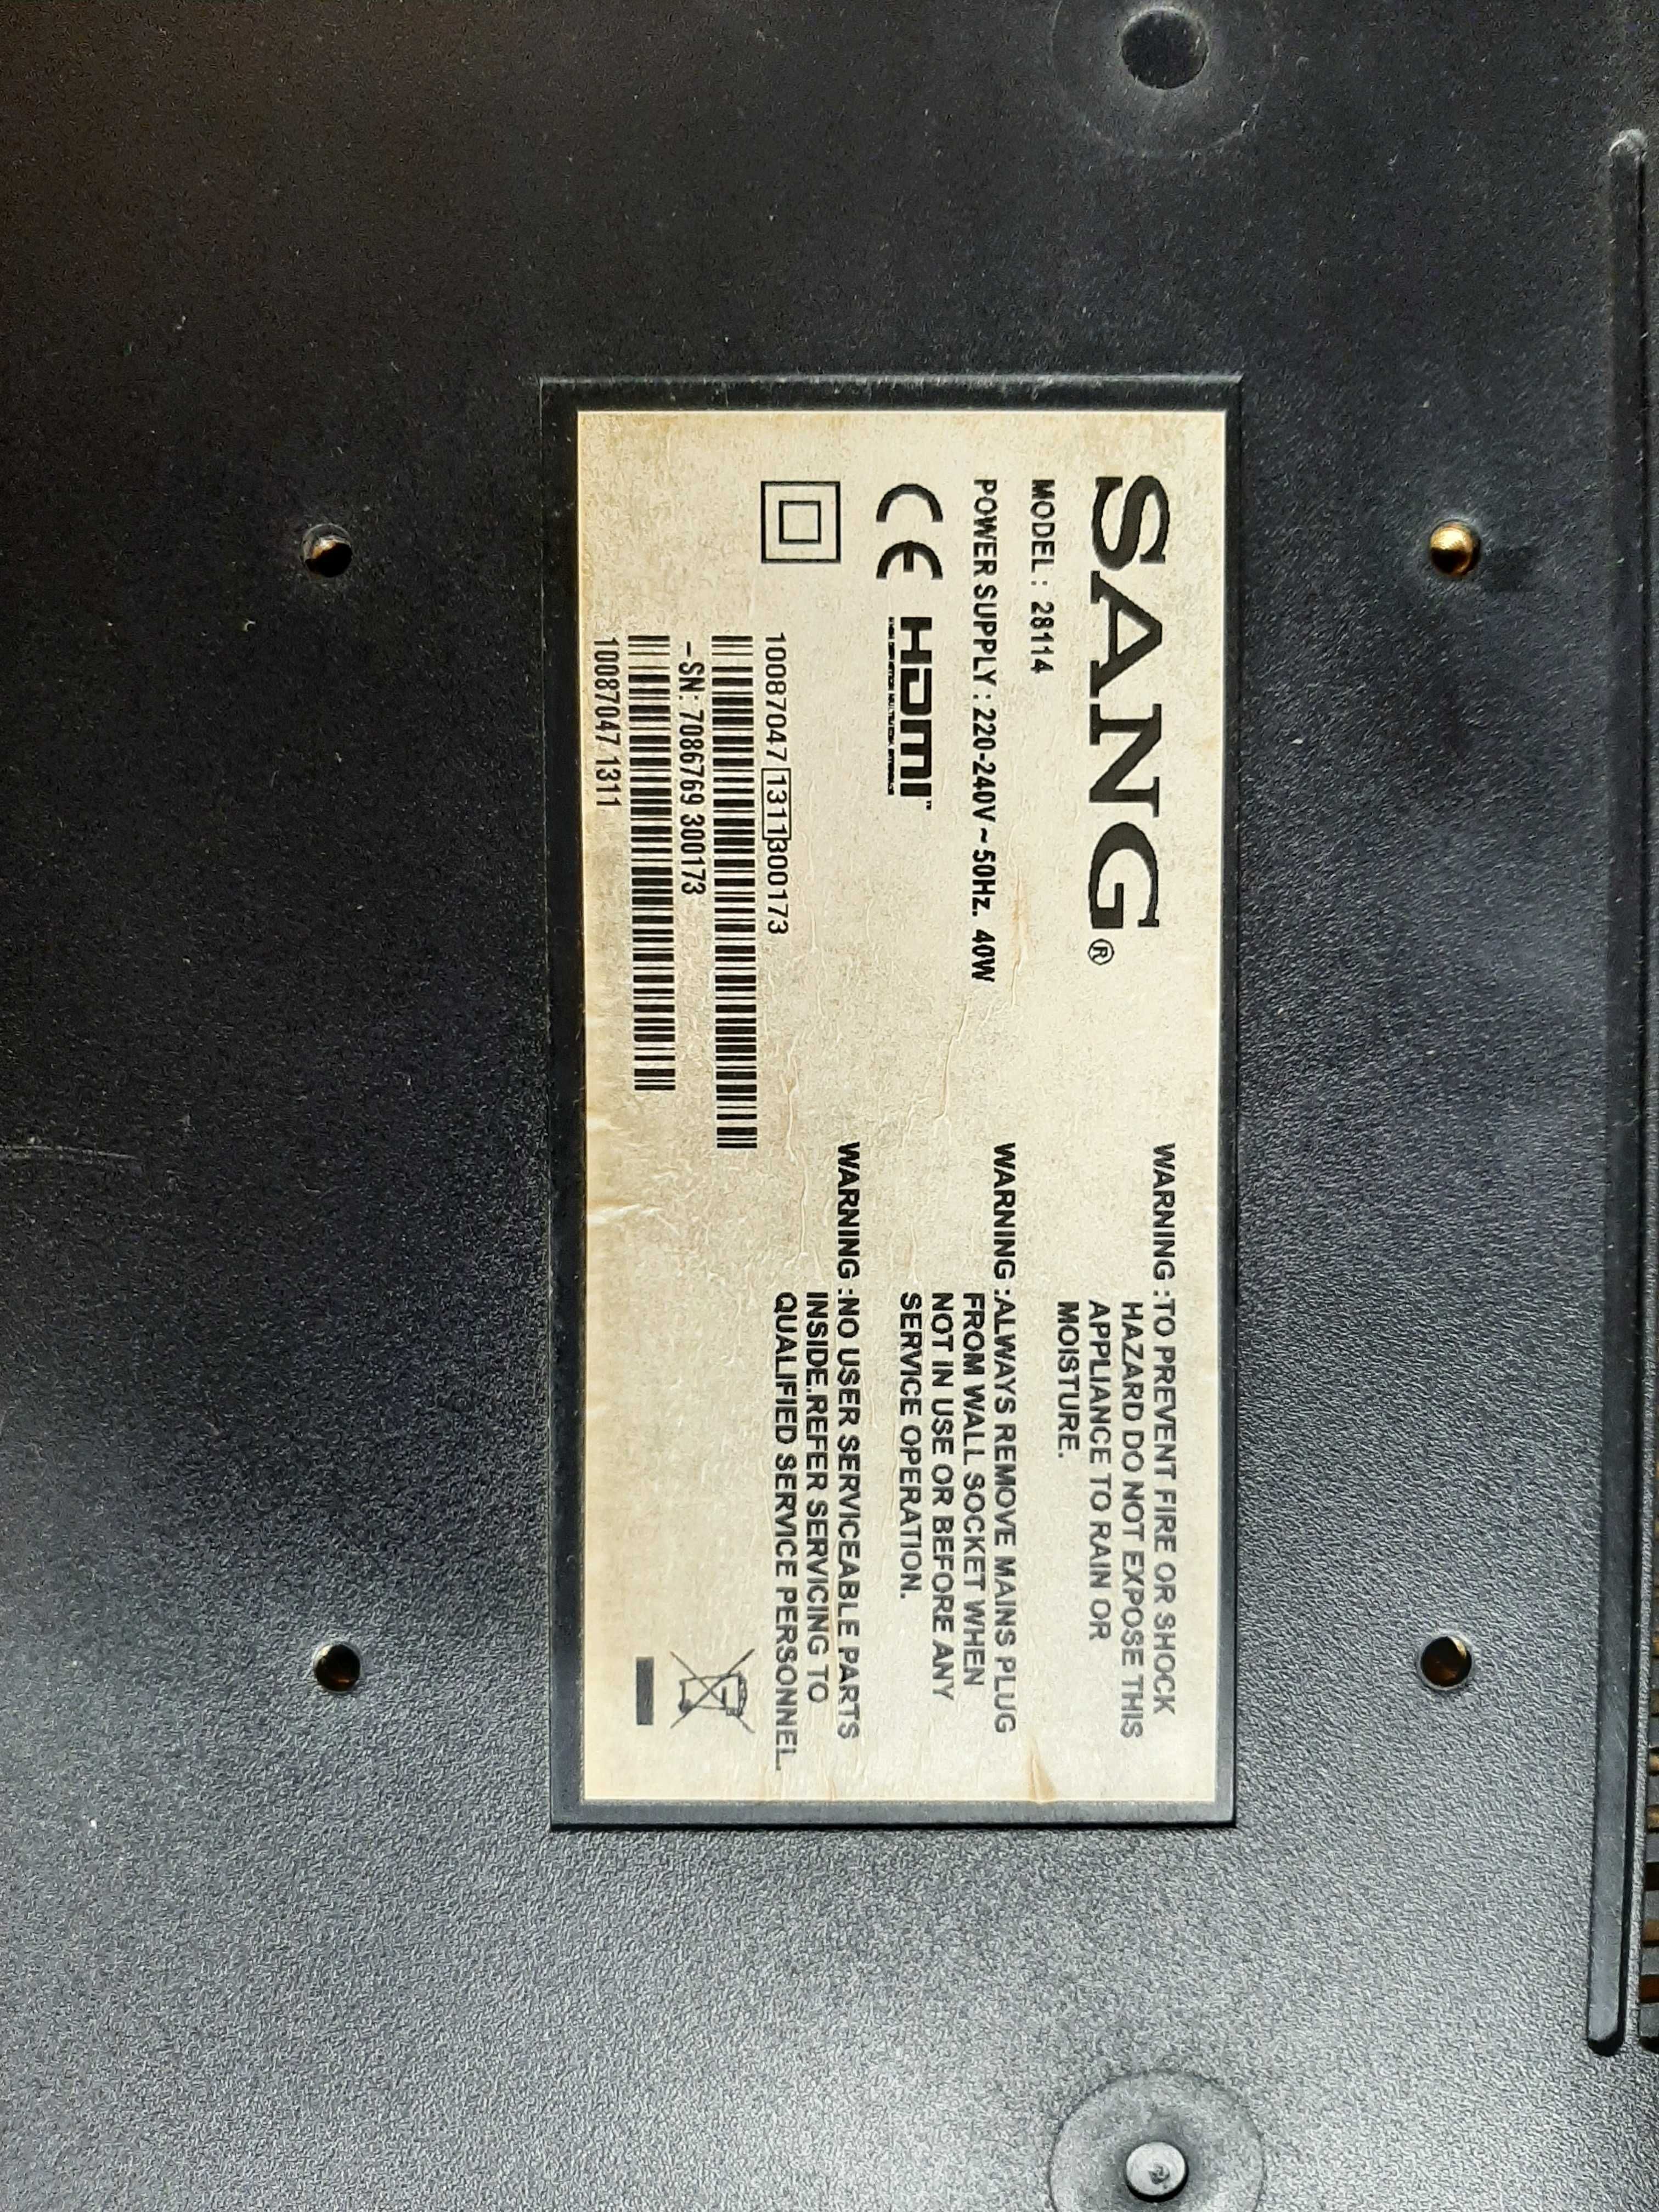 SANG®
MODEL : 28114
POWER SUPPLY : 220-240V ~ 50Hz. 40W
CE HDMI™
10087047 1311300173
-SN: 7086769 300173
10087047 1311
WARNING :TO PREVENT FIRE OR SHOCK
HAZARD DO NOT EXPOSE THIS
APPLIANCE TO RAIN OR
MOISTURE.
WARNING :ALWAYS REMOVE MAINS PLUG
FROM WALL SOCKET WHEN
NOT IN USE OR BEFORE ANY
SERVICE OPERATION.
WARNING :NO USER SERVICEABLE PARTS
INSIDE.REFER SERVICING TO
QUALIFIED SERVICE PERSONNEL.